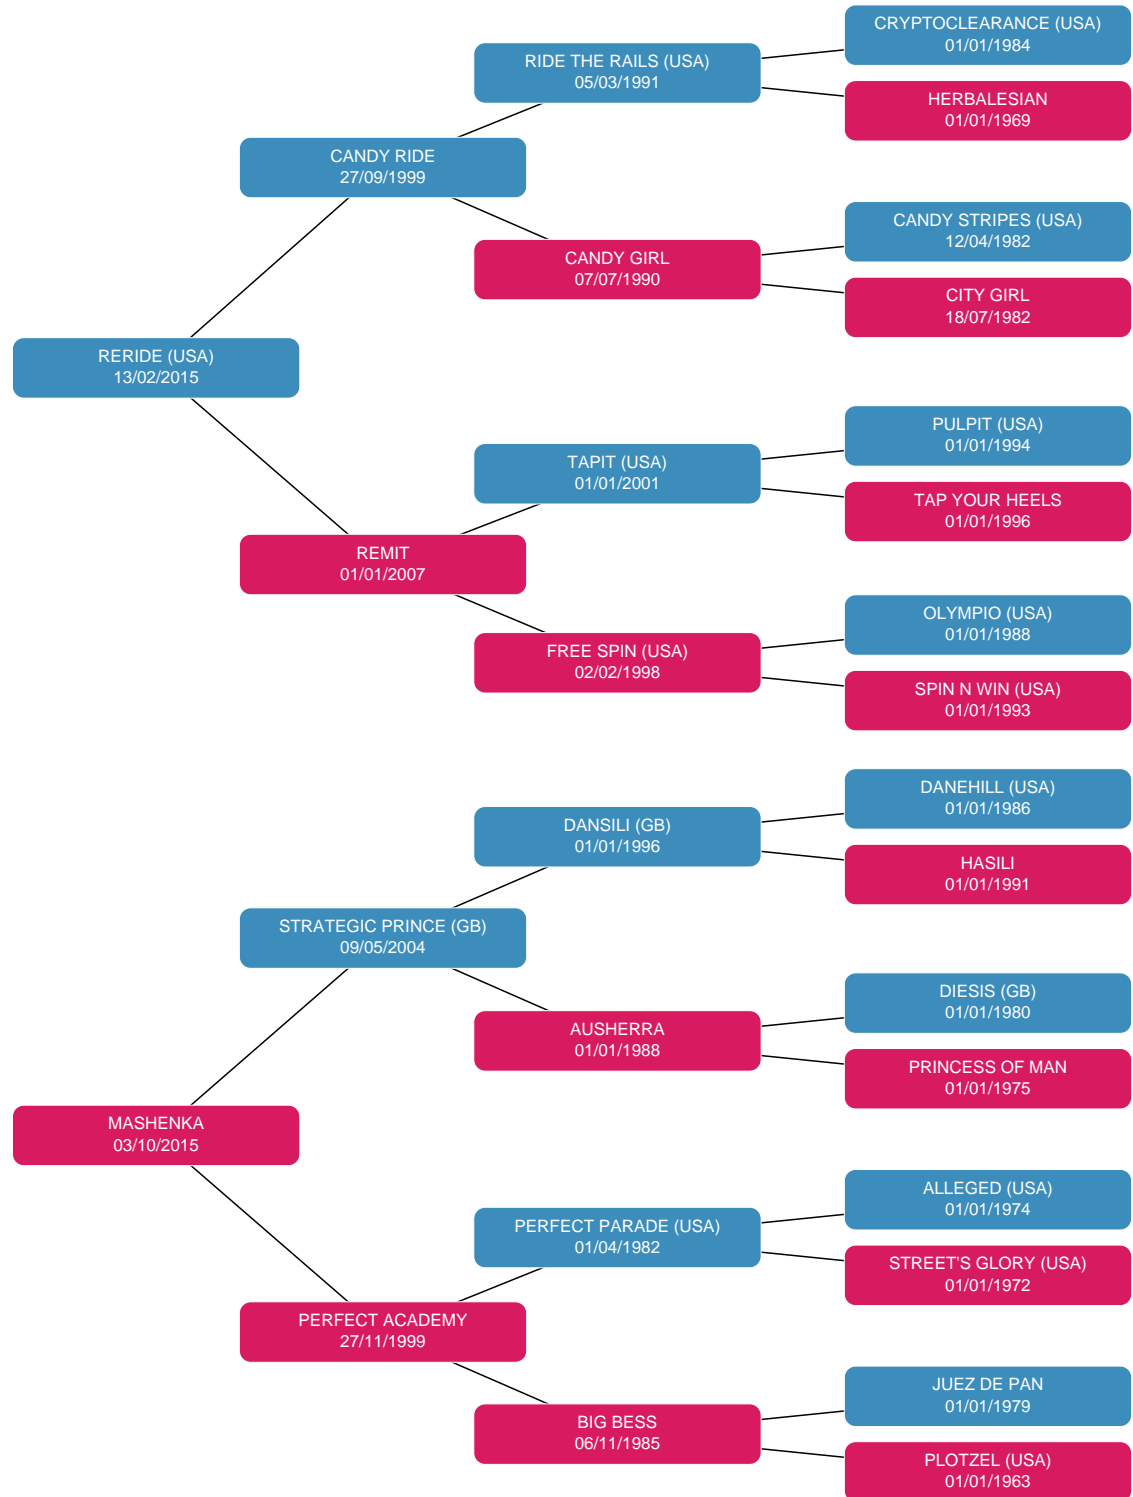 CRYPTOCLEARANCE (USA)
01/01/1984
RIDE THE RAILS (USA)
05/03/1991
HERBALESIAN
01/01/1969
CANDY RIDE
27/09/1999
CANDY STRIPES (USA)
12/04/1982
CANDY GIRL
07/07/1990
CITY GIRL
18/07/1982
RERIDE (USA)
13/02/2015
PULPIT (USA)
01/01/1994
TAPIT (USA)
01/01/2001
TAP YOUR HEELS
01/01/1996
REMIT
01/01/2007
OLYMPIO (USA)
01/01/1988
FREE SPIN (USA)
02/02/1998
SPIN N WIN (USA)
01/01/1993
DANEHILL (USA)
01/01/1986
DANSILI (GB)
01/01/1996
HASILI
01/01/1991
STRATEGIC PRINCE (GB)
09/05/2004
DIESIS (GB)
01/01/1980
AUSHERRA
01/01/1988
PRINCESS OF MAN
01/01/1975
MASHENKA
03/10/2015
ALLEGED (USA)
01/01/1974
PERFECT PARADE (USA)
01/04/1982
STREET'S GLORY (USA)
01/01/1972
PERFECT ACADEMY
27/11/1999
JUEZ DE PAN
01/01/1979
BIG BESS
06/11/1985
PLOTZEL (USA)
01/01/1963